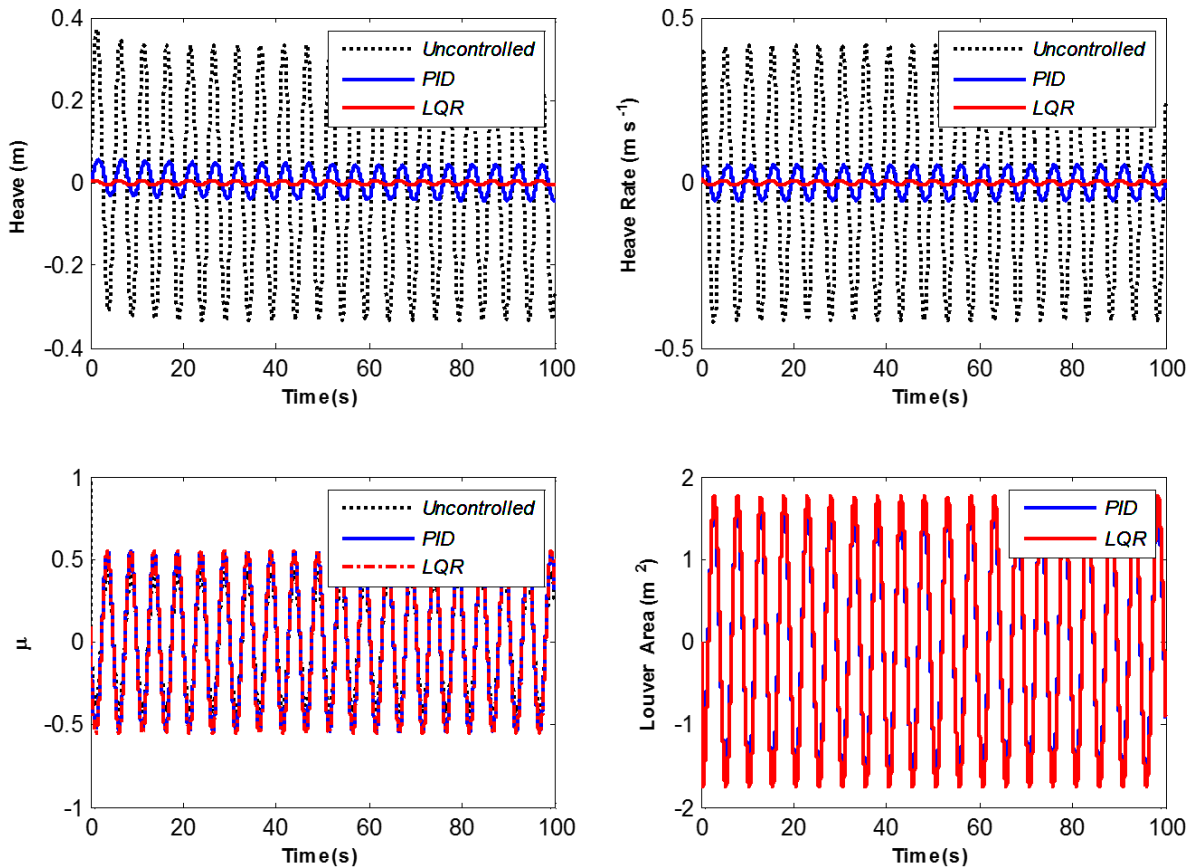 0.4
0.2
0
-0.2
-0.4
Heave (m)
Uncontrolled
PID
LQR
0 20 40 60 80 100
Time(s)
0.5
0
-0.5
Heave Rate (m s-1)
Uncontrolled
PID
LQR
0 20 40 60 80 100
Time(s)
1
0.5
0
-0.5
-1
μ
Uncontrolled
PID
LQR
0 20 40 60 80 100
Time(s)
2
1
0
-1
-2
Louver Area (m2)
PID
LQR
0 20 40 60 80 100
Time(s)